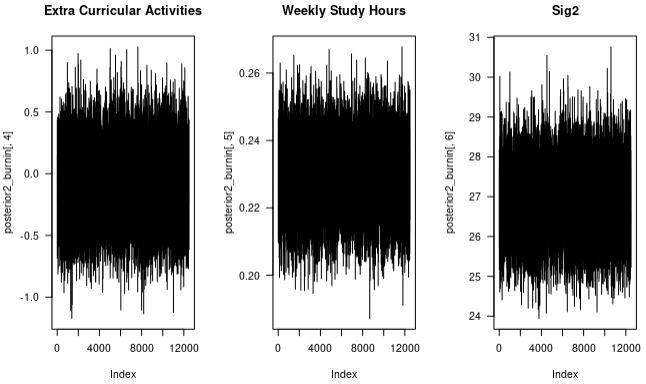 Extra Curricular Activities
posterior2_burnin[, 4]
1.0
0.5
0.0
-0.5
-1.0
0 4000 8000 12000
Index
Weekly Study Hours
posterior2_burnin[, 5]
0.26
0.24
0.22
0.20
0 4000 8000 12000
Index
Sig2
posterior2_burnin[, 6]
31
30
29
28
27
26
25
24
0 4000 8000 12000
Index